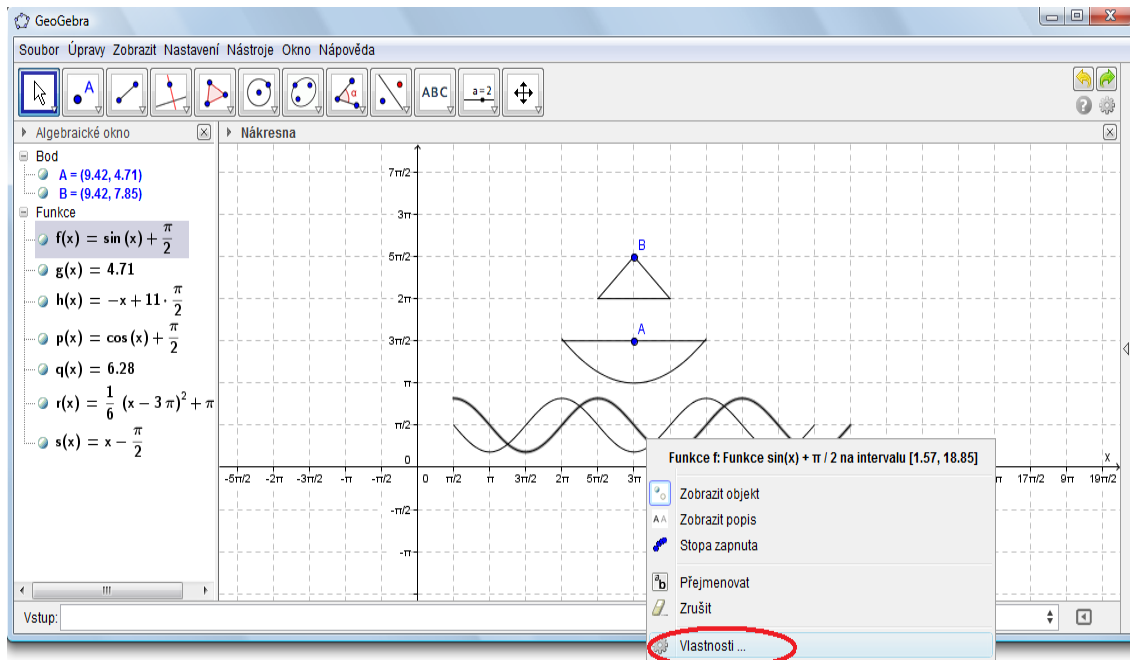 GeoGebra
Soubor Úpravy Zobrazit Nastavení Nástroje Okno Nápověda
A α ABC a=2
Algebraické okno
Nákresna
Bod
A = (9.42, 4.71)
B = (9.42, 7.85)
Funkce
f(x) = sin (x) + π/2
g(x) = 4.71
h(x) = −x + 11 · π/2
p(x) = cos (x) + π/2
q(x) = 6.28
r(x) = 1/6 (x − 3 π)² + π
s(x) = x − π/2
7π/2
3π
5π/2
2π
3π/2
π
π/2
0
-π/2
-π
B
A
-5π/2 -2π -3π/2 -π -π/2 0 π/2 π 3π/2 2π 5π/2 3π π 17π/2 9π 19π/2
x
Funkce f: Funkce sin(x) + π / 2 na intervalu [1.57, 18.85]
Zobrazit objekt
AA Zobrazit popis
Stopa zapnuta
ab Přejmenovat
Zrušit
Vlastnosti ...
Vstup: